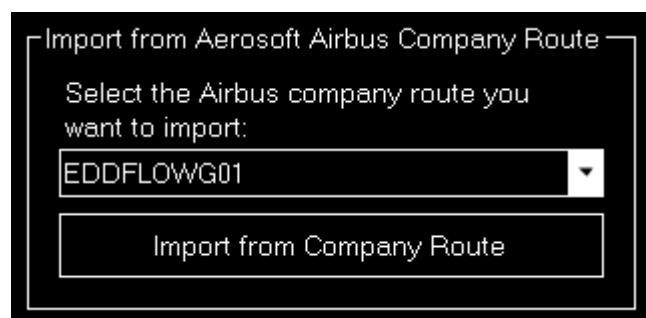 Import from Aerosoft Airbus Company Route
Select the Airbus company route you
want to import:
EDDFLOWG01
Import from Company Route